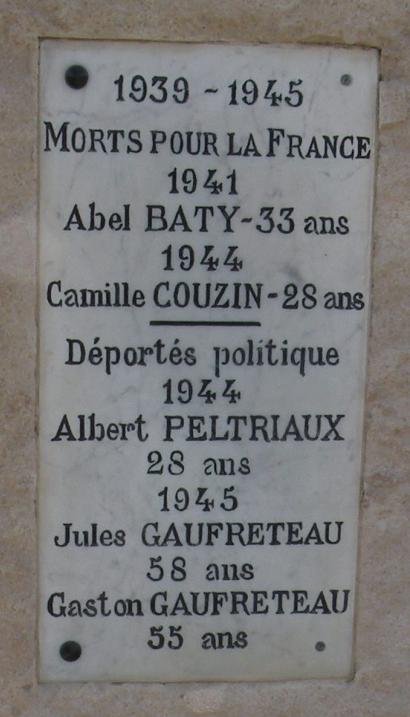 1939 - 1945
MORTS POUR LA FRANCE
1941
Abel BATY-33 ans
1944
Camille COUZIN-28 ans
Déportés politique
1944
Albert PELTRIAUX
28 ans
1945
Jules GAUFRETEAU
58 ans
Gaston GAUFRETEAU
55 ans